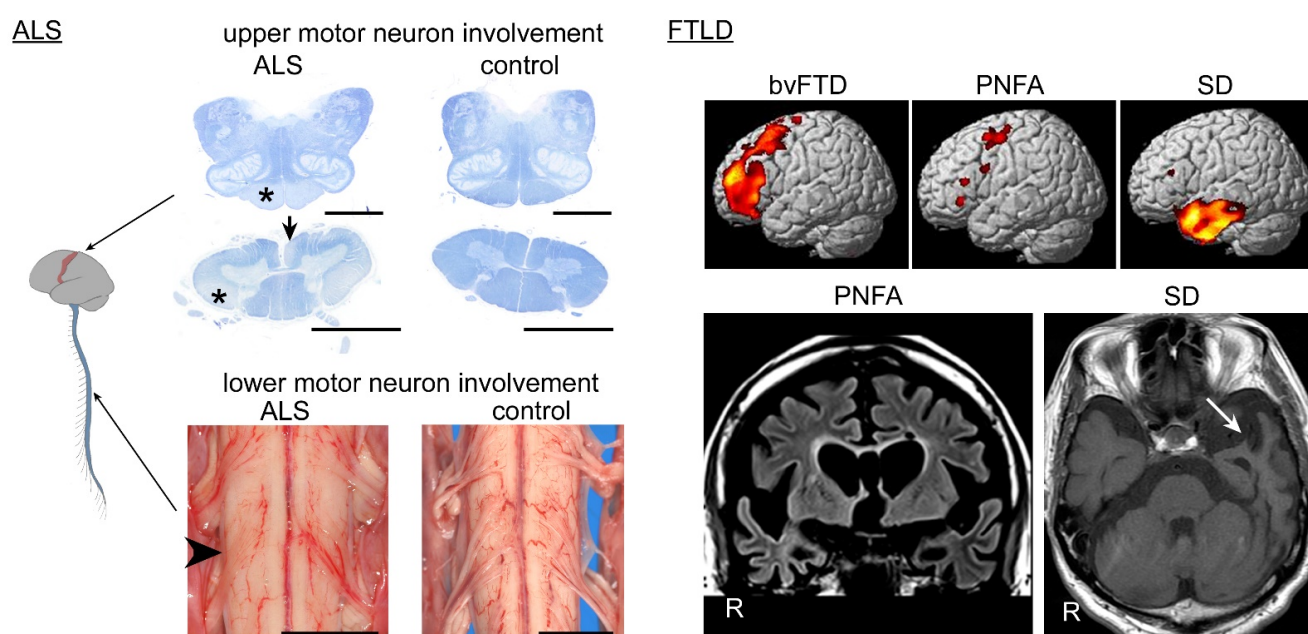 ALS
upper motor neuron involvement
ALS
control
*
*
lower motor neuron involvement
ALS
control
FTLD
bvFTD
PNFA
SD
PNFA
SD
R
R